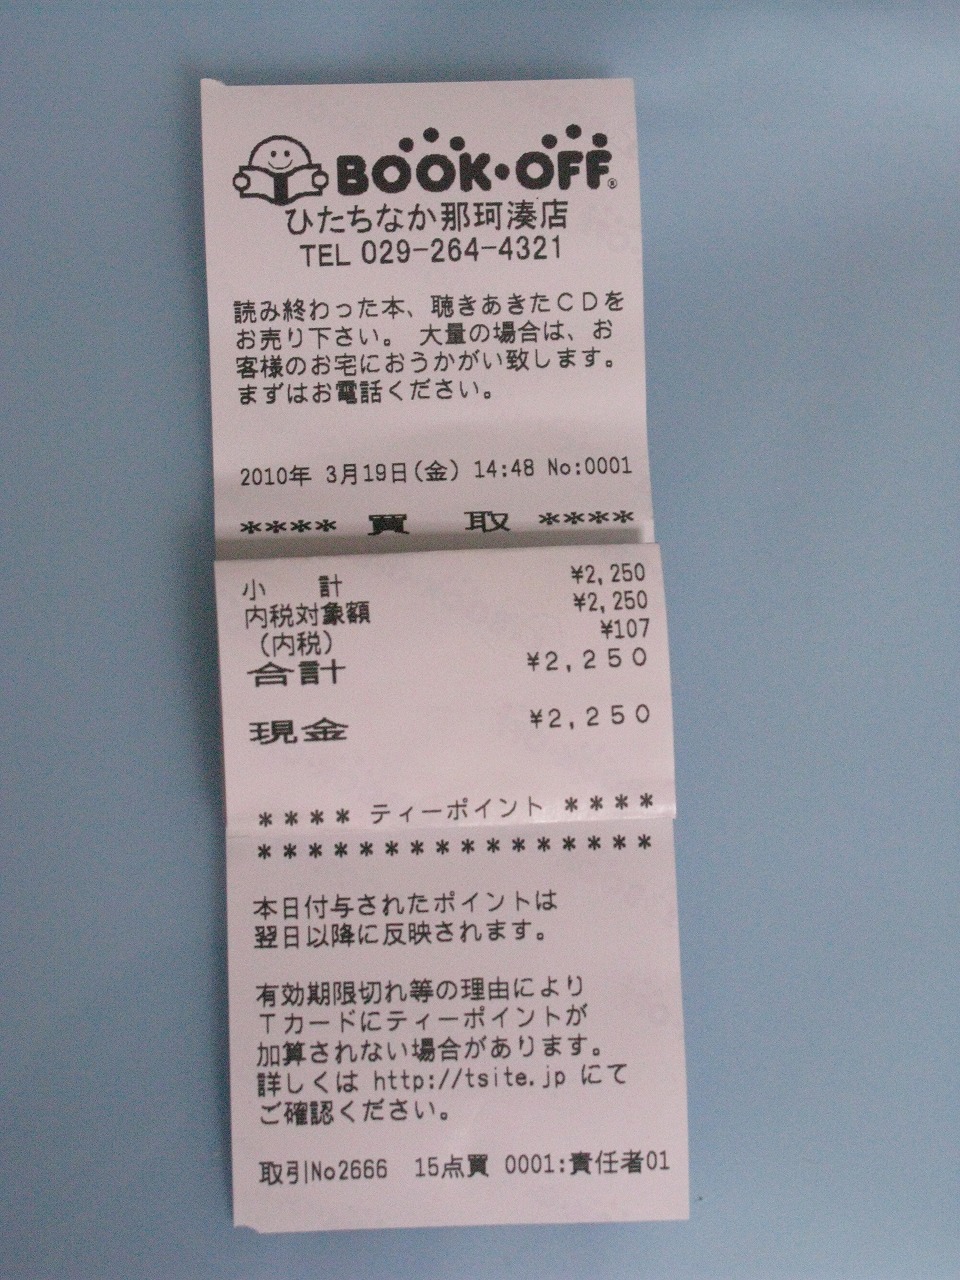 BOOK・OFF®
ひたちなか那珂湊店
TEL 029-264-4321
読み終わった本、聴きあきたCDを
お売り下さい。 大量の場合は、お
客様のお宅におうかがい致します。
まずはお電話ください。
2010年 3月19日(金) 14:48 No:0001
**** 買 取 ****
小 計 ¥2,250
内税対象額 ¥2,250
(内税) ¥107
合計 ¥2,250
現金 ¥2,250
**** ティーポイント ****
****************
本日付与されたポイントは
翌日以降に反映されます。
有効期限切れ等の理由により
Tカードにティーポイントが
加算されない場合があります。
詳しくは http://tsite.jp にて
ご確認ください。
取引No2666 15点買 0001:責任者01